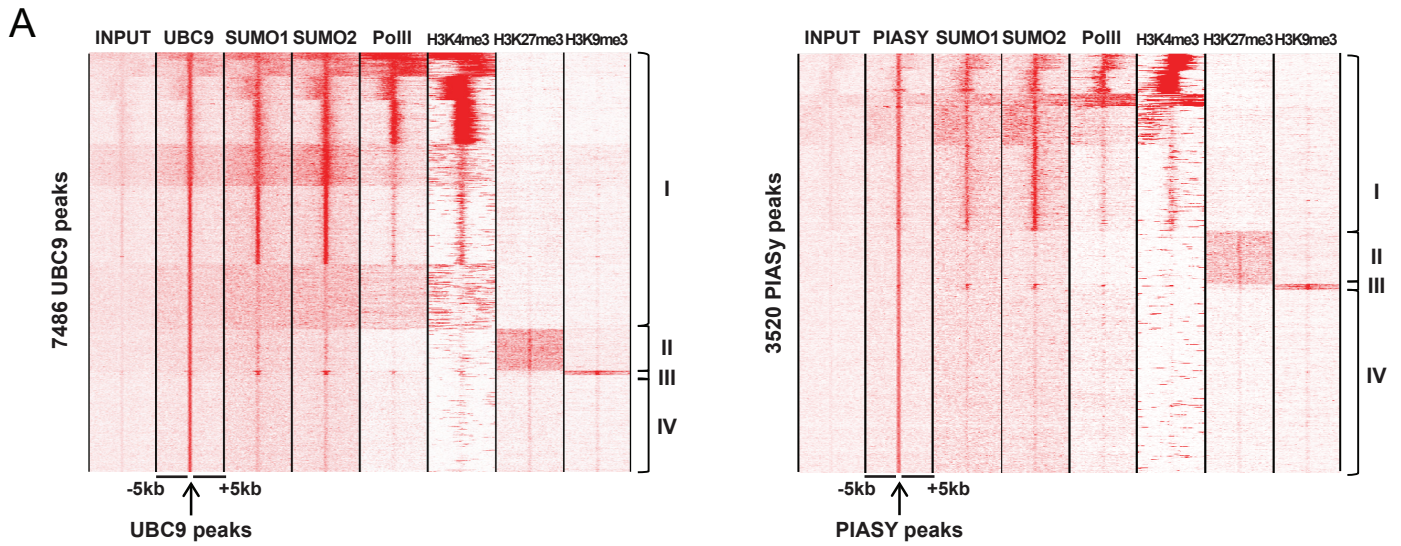 A
INPUT UBC9 SUMO1 SUMO2 PolII H3K4me3 H3K27me3 H3K9me3
7486 UBC9 peaks
I
II
III
IV
-5kb +5kb
UBC9 peaks
INPUT PIASY SUMO1 SUMO2 PolII H3K4me3 H3K27me3 H3K9me3
3520 PIASy peaks
I
II
III
IV
-5kb +5kb
PIASY peaks